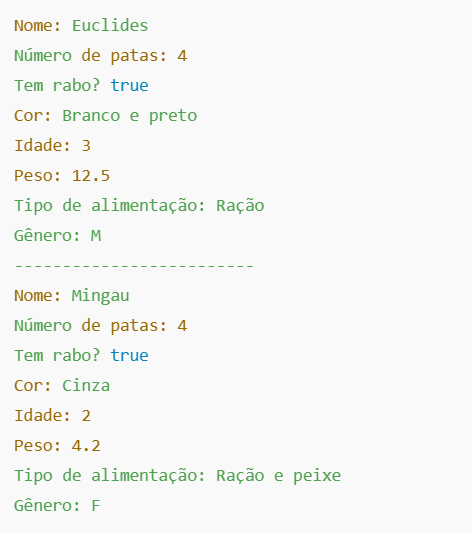 Nome: Euclides
Número de patas: 4
Tem rabo? true
Cor: Branco e preto
Idade: 3
Peso: 12.5
Tipo de alimentação: Ração
Gênero: M
-------------------------
Nome: Mingau
Número de patas: 4
Tem rabo? true
Cor: Cinza
Idade: 2
Peso: 4.2
Tipo de alimentação: Ração e peixe
Gênero: F